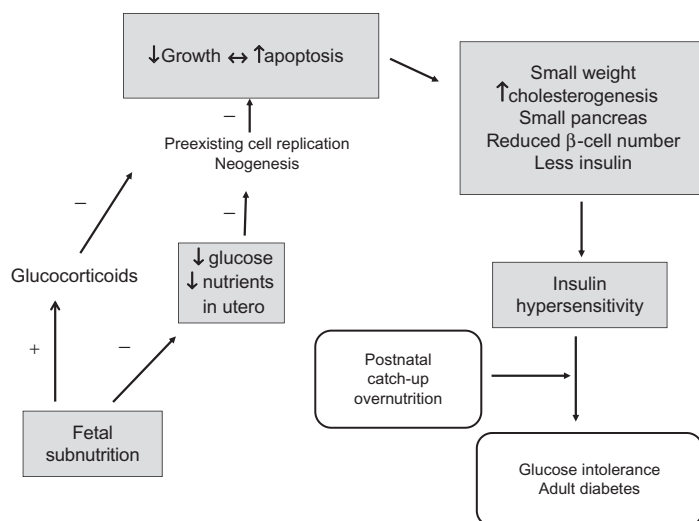 ↓Growth ↔ ↑apoptosis
Small weight
↑cholesterogenesis
Small pancreas
Reduced β-cell number
Less insulin
–
Preexisting cell replication
Neogenesis
–
–
Glucocorticoids
↓ glucose
↓ nutrients
in utero
Insulin
hypersensitivity
+
–
Postnatal
catch-up
overnutrition
Fetal
subnutrition
Glucose intolerance
Adult diabetes